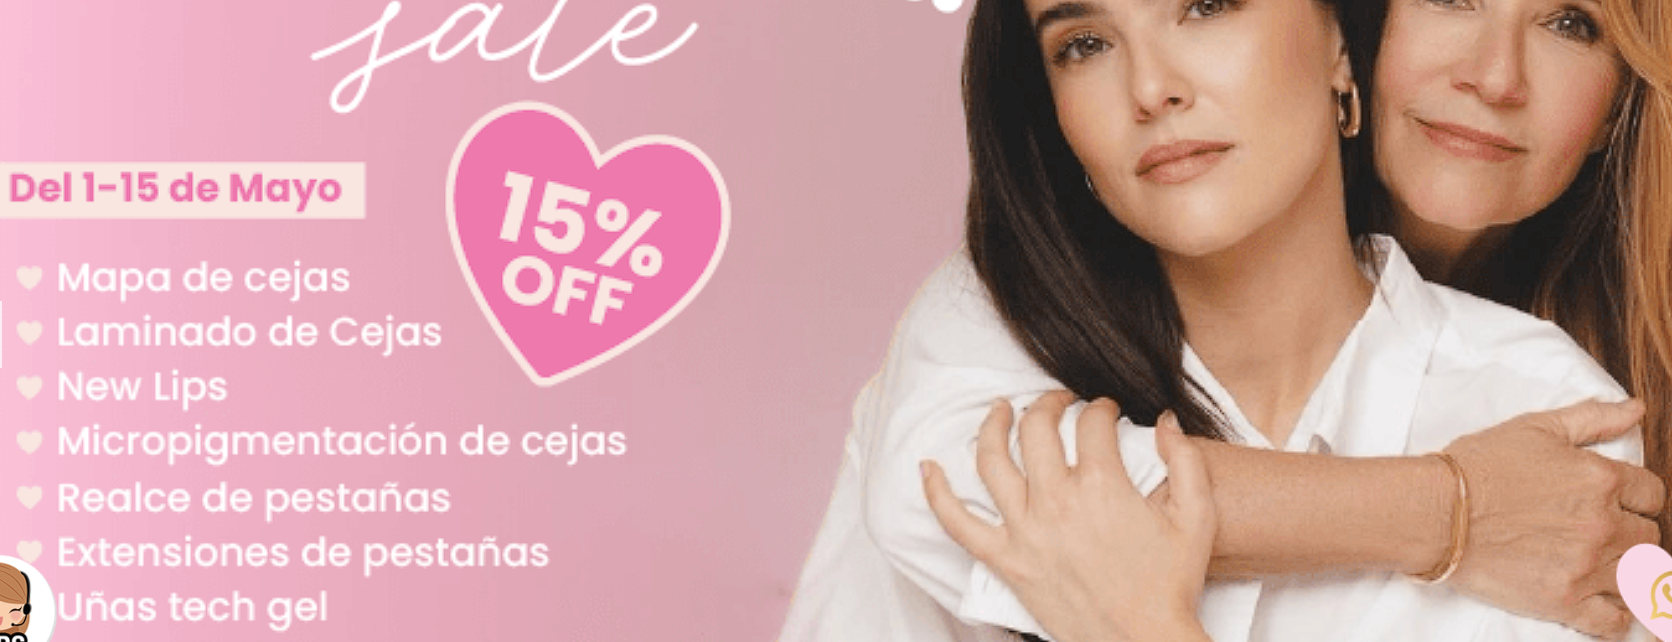 sale
15%
OFF
Del 1-15 de Mayo
Mapa de cejas
Laminado de Cejas
New Lips
Micropigmentación de cejas
Realce de pestañas
Extensiones de pestañas
Uñas tech gel